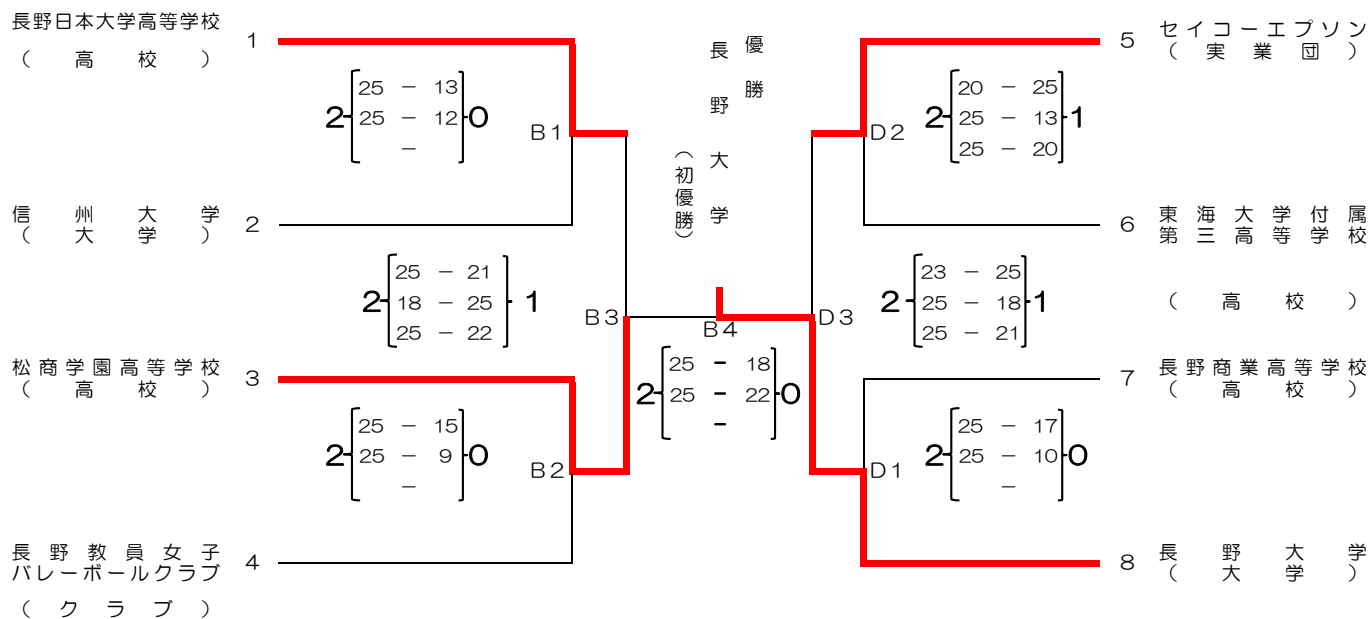 長野日本大学高等学校
（高校）
1
2
25 － 13
25 － 12
－
0
B1
信州大学
（大学）
2
2
25 － 21
18 － 25
25 － 22
1
B3
松商学園高等学校
（高校）
3
2
25 － 15
25 － 9
－
0
B2
長野教員女子
バレーボールクラブ
（クラブ）
4
優勝
長野大学
（初優勝）
B4
2
25 － 18
25 － 22
－
0
5
セイコーエプソン
（実業団）
2
20 － 25
25 － 13
25 － 20
1
D2
6
東海大学付属
第三高等学校
（高校）
2
23 － 25
25 － 18
25 － 21
1
D3
7
長野商業高等学校
（高校）
2
25 － 17
25 － 10
－
0
D1
8
長野大学
（大学）